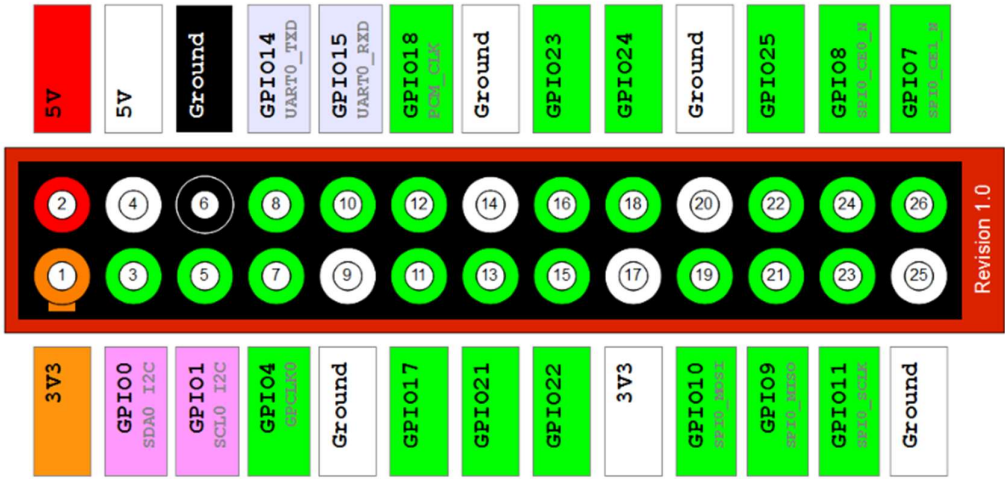 5V
5V
Ground
GPIO14
UART0_TXD
GPIO15
UART0_RXD
GPIO18
PCM_CLK
Ground
GPIO23
GPIO24
Ground
GPIO25
GPIO8
SPI0_CE0_N
GPIO7
SPI0_CE1_N
2 4 6 8 10 12 14 16 18 20 22 24 26
1 3 5 7 9 11 13 15 17 19 21 23 25
Revision 1.0
3V3
GPIO0
SDA0 I2C
GPIO1
SCL0 I2C
GPIO4
GPCLK0
Ground
GPIO17
GPIO21
GPIO22
3V3
GPIO10
SPI0_MOSI
GPIO9
SPI0_MISO
GPIO11
SPI0_SCLK
Ground